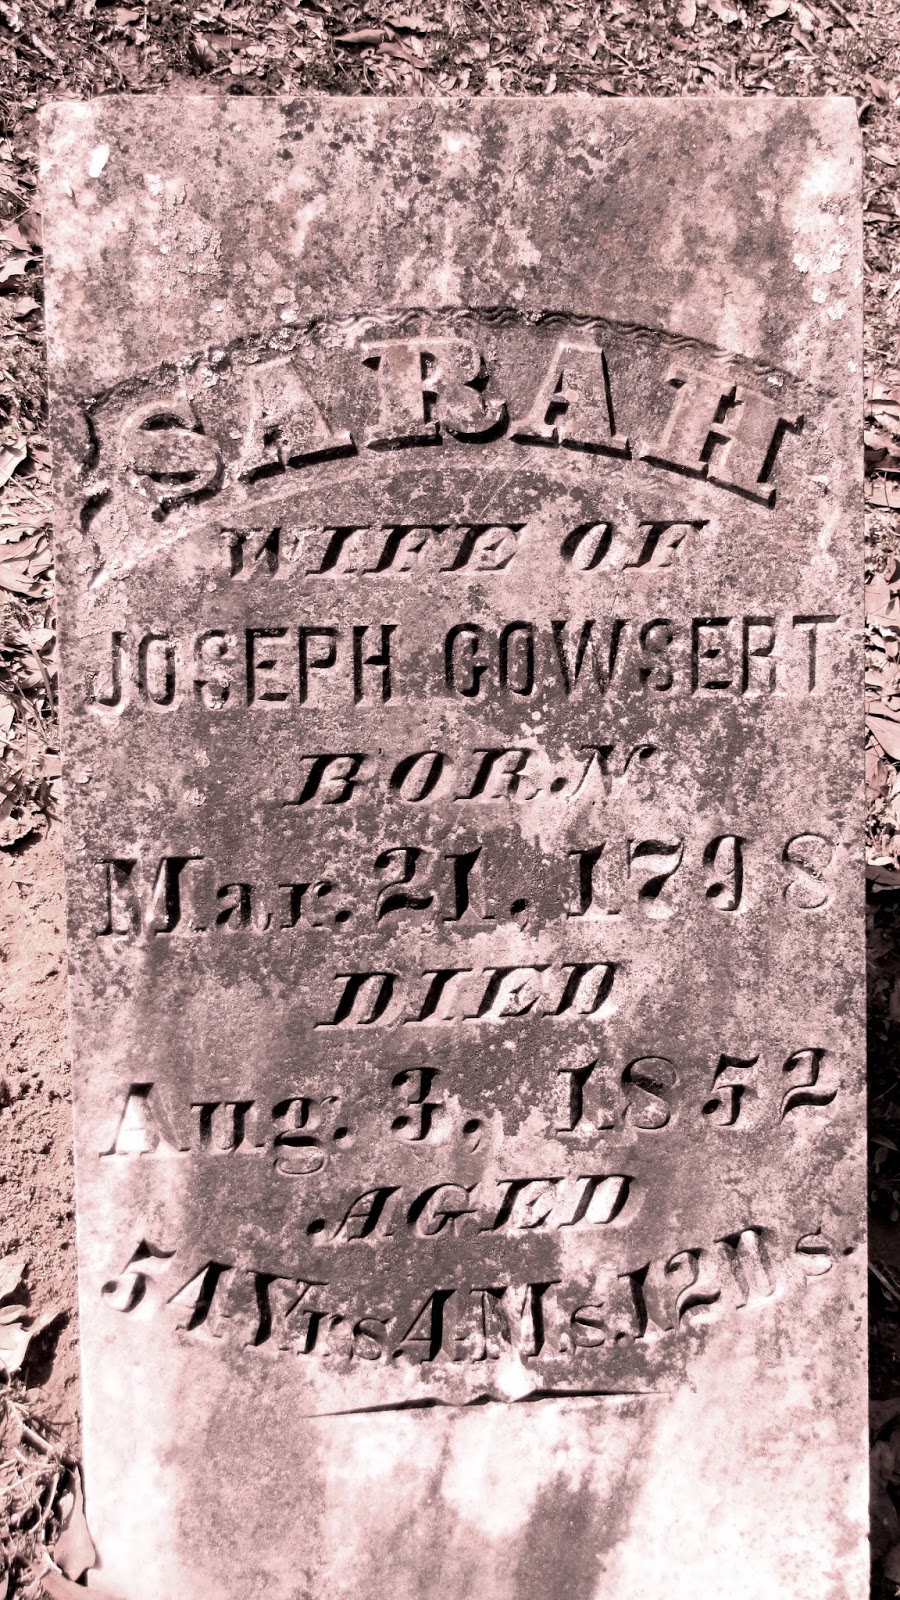 SARAH
WIFE OF
JOSEPH COWSERT
BORN
Mar. 21, 1798
DIED
Aug. 3, 1852
AGED
54 Yrs 4 Ms. 12 Ds.